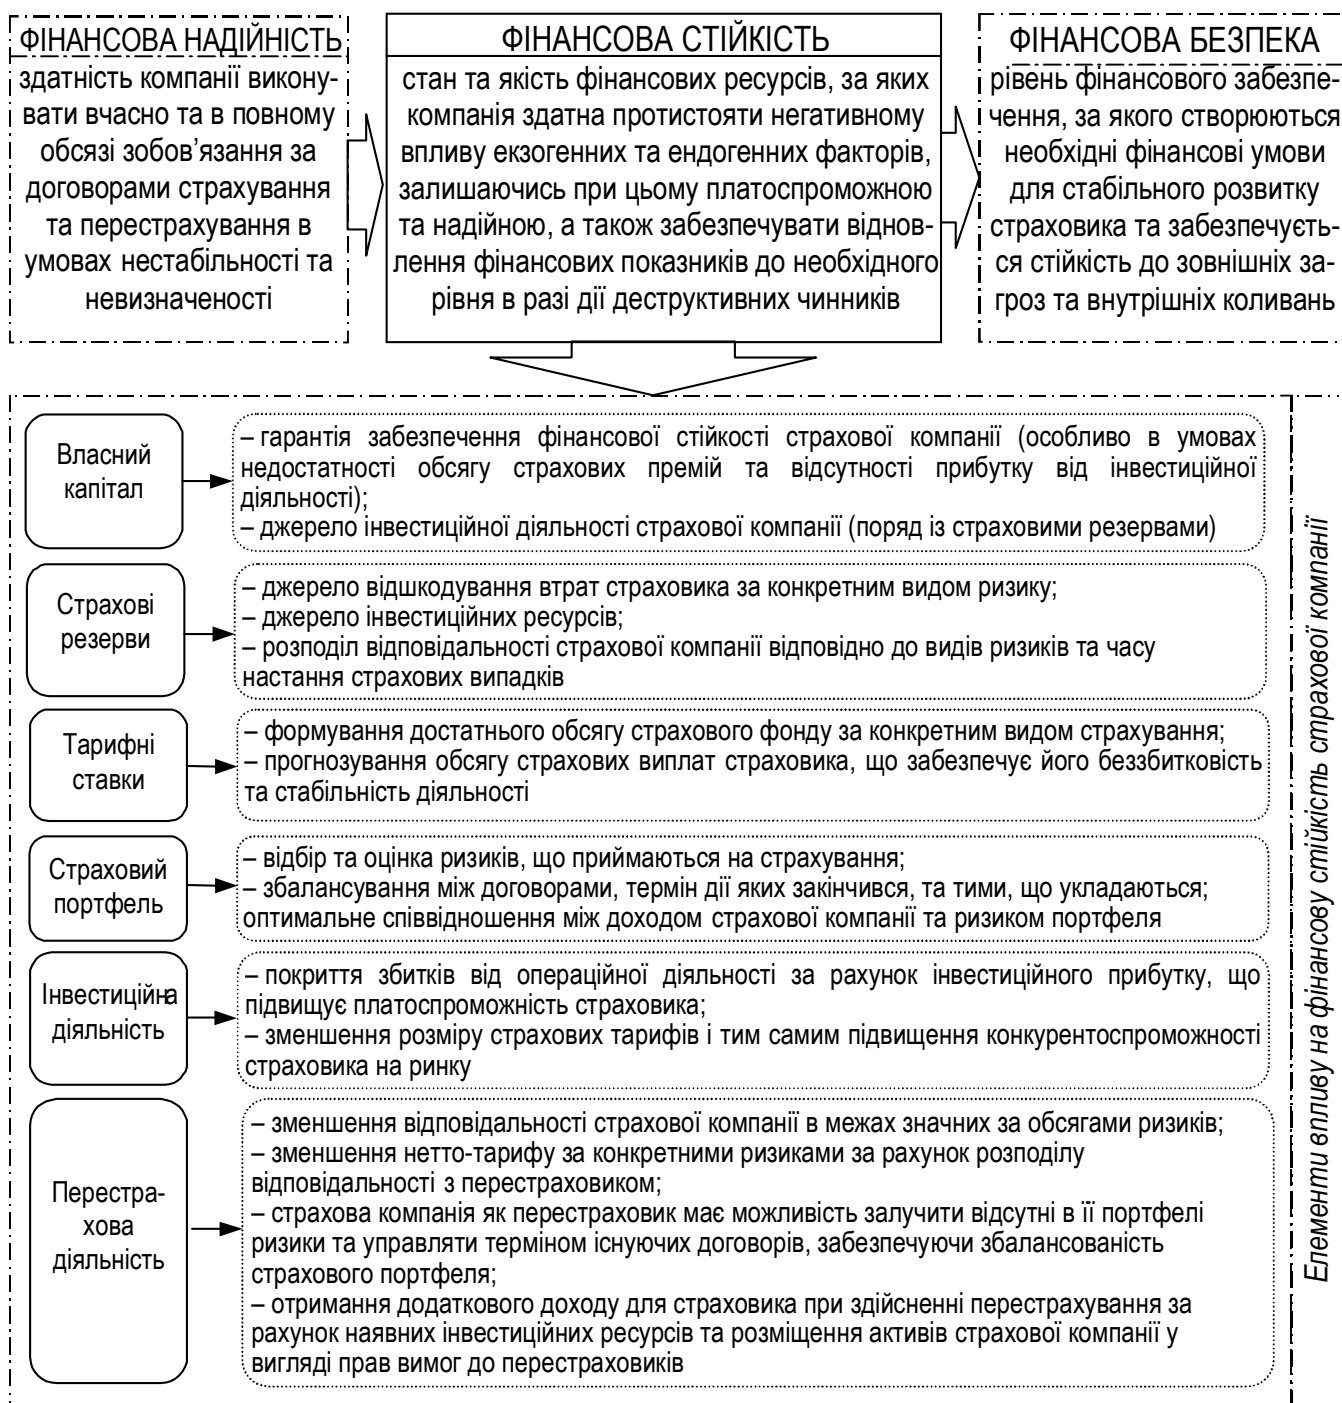 ФІНАНСОВА НАДІЙНІСТЬ
здатність компанії викону-
вати вчасно та в повному
обсязі зобов’язання за
договорами страхування
та перестрахування в
умовах нестабільності та
невизначеності
ФІНАНСОВА СТІЙКІСТЬ
стан та якість фінансових ресурсів, за яких
компанія здатна протистояти негативному
впливу екзогенних та ендогенних факторів,
залишаючись при цьому платоспроможною
та надійною, а також забезпечувати віднов-
лення фінансових показників до необхідного
рівня в разі дії деструктивних чинників
ФІНАНСОВА БЕЗПЕКА
рівень фінансового забезпе-
чення, за якого створюються
необхідні фінансові умови
для стабільного розвитку
страховика та забезпечуєть-
ся стійкість до зовнішніх за-
гроз та внутрішніх коливань
Власний
капітал
– гарантія забезпечення фінансової стійкості страхової компанії (особливо в умовах
недостатності обсягу страхових премій та відсутності прибутку від інвестиційної
діяльності);
– джерело інвестиційної діяльності страхової компанії (поряд із страховими резервами)
Страхові
резерви
– джерело відшкодування втрат страховика за конкретним видом ризику;
– джерело інвестиційних ресурсів;
– розподіл відповідальності страхової компанії відповідно до видів ризиків та часу
настання страхових випадків
Тарифні
ставки
– формування достатнього обсягу страхового фонду за конкретним видом страхування;
– прогнозування обсягу страхових виплат страховика, що забезпечує його беззбитковість
та стабільність діяльності
Страховий
портфель
– відбір та оцінка ризиків, що приймаються на страхування;
– збалансування між договорами, термін дії яких закінчився, та тими, що укладаються;
оптимальне співвідношення між доходом страхової компанії та ризиком портфеля
Інвестиційна
діяльність
– покриття збитків від операційної діяльності за рахунок інвестиційного прибутку, що
підвищує платоспроможність страховика;
– зменшення розміру страхових тарифів і тим самим підвищення конкурентоспроможності
страховика на ринку
Перестра-
хова
діяльність
– зменшення відповідальності страхової компанії в межах значних за обсягами ризиків;
– зменшення нетто-тарифу за конкретними ризиками за рахунок розподілу
відповідальності з перестраховиком;
– страхова компанія як перестраховик має можливість залучити відсутні в її портфелі
ризики та управляти терміном існуючих договорів, забезпечуючи збалансованість
страхового портфеля;
– отримання додаткового доходу для страховика при здійсненні перестрахування за
рахунок наявних інвестиційних ресурсів та розміщення активів страхової компанії у
вигляді прав вимог до перестраховиків
Елементи впливу на фінансову стійкість страхової компанії